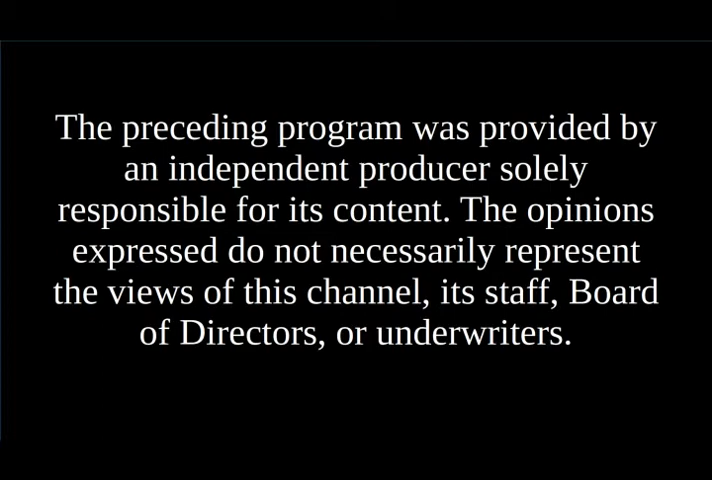 The preceding program was provided by
an independent producer solely
responsible for its content. The opinions
expressed do not necessarily represent
the views of this channel, its staff, Board
of Directors, or underwriters.